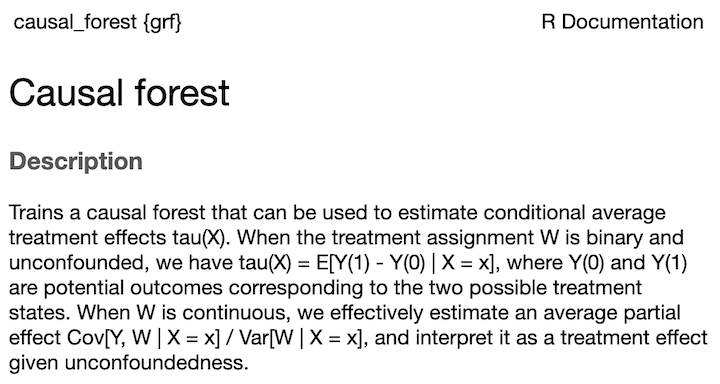 causal_forest {grf} R Documentation
Causal forest
Description
Trains a causal forest that can be used to estimate conditional average
treatment effects tau(X). When the treatment assignment W is binary and
unconfounded, we have tau(X) = E[Y(1) - Y(0) | X = x], where Y(0) and Y(1)
are potential outcomes corresponding to the two possible treatment
states. When W is continuous, we effectively estimate an average partial
effect Cov[Y, W | X = x] / Var[W | X = x], and interpret it as a treatment effect
given unconfoundedness.